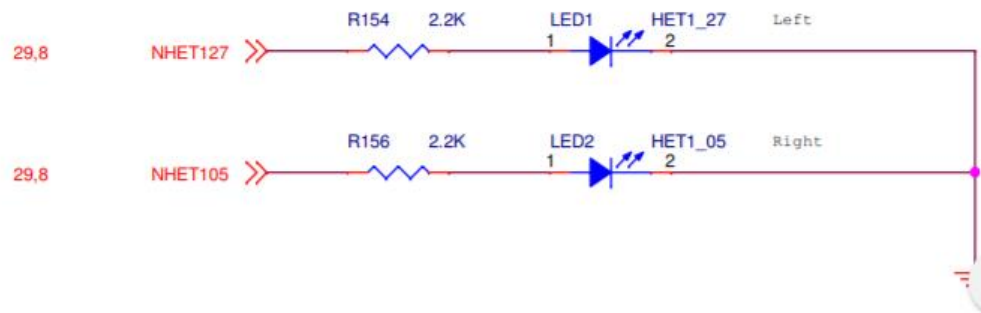 R154 2.2K LED1 HET1_27 Left
29,8 NHET127 1 2
R156 2.2K LED2 HET1_05 Right
29,8 NHET105 1 2